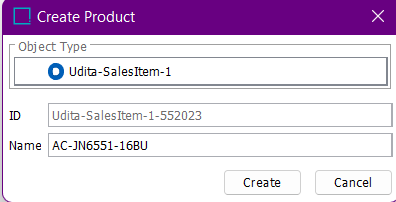 Create Product
Object Type
Udita-SalesItem-1
ID Udita-SalesItem-1-552023
Name AC-JN6551-16BU
Create Cancel